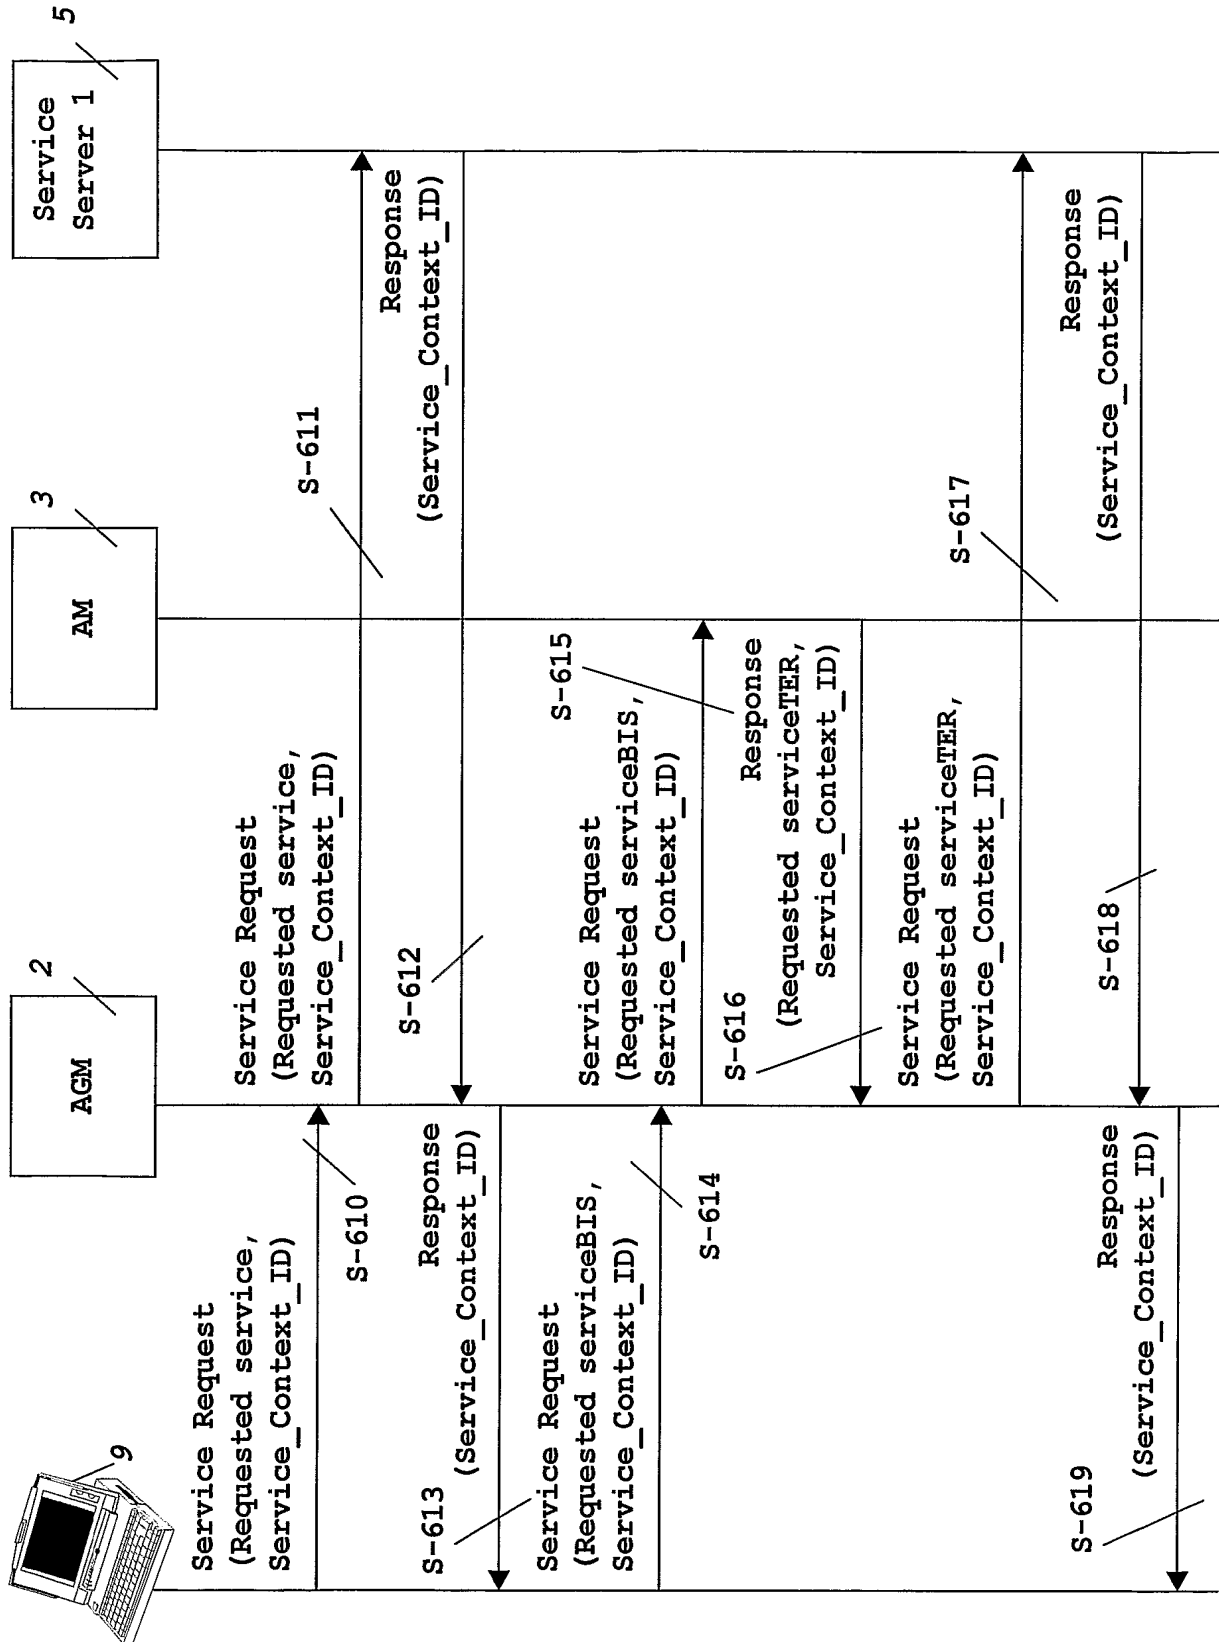 9
AGM
2
AM
3
Service
Server 1
5
Service Request
(Requested service,
Service_Context_ID)
S-610
Service Request
(Requested service,
Service_Context_ID)
S-611
Response
(Service_Context_ID)
S-612
Response
(Service_Context_ID)
S-613
Service Request
(Requested serviceBIS,
Service_Context_ID)
S-614
Service Request
(Requested serviceBIS,
Service_Context_ID)
S-615
Response
(Requested serviceTER,
Service_Context_ID)
S-616
Service Request
(Requested serviceTER,
Service_Context_ID)
S-617
Response
(Service_Context_ID)
S-618
Response
(Service_Context_ID)
S-619